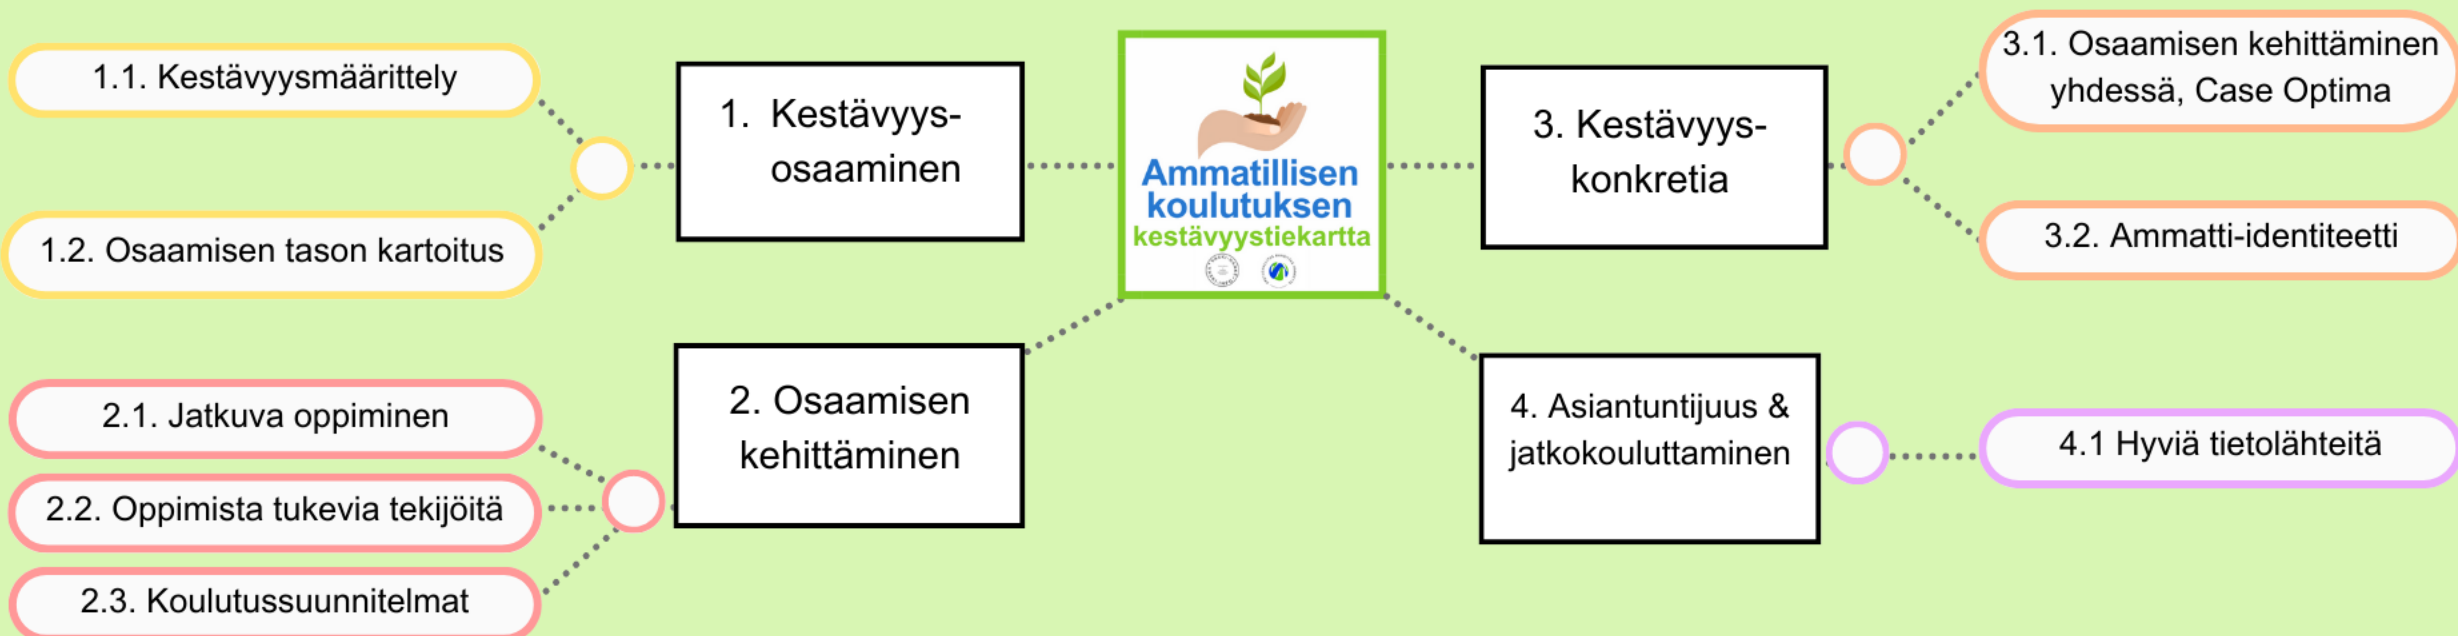 1.1. Kestävyysmäärittely
1.2. Osaamisen tason kartoitus
1. Kestävyys-
osaaminen
2.1. Jatkuva oppiminen
2.2. Oppimista tukevia tekijöitä
2.3. Koulutussuunnitelmat
2. Osaamisen
kehittäminen
Ammatillisen
koulutuksen
kestävyystiekartta
3. Kestävyys-
konkretia
3.1. Osaamisen kehittäminen
yhdessä, Case Optima
3.2. Ammatti-identiteetti
4. Asiantuntijuus &
jatkokouluttaminen
4.1 Hyviä tietolähteitä